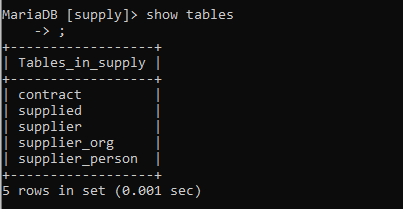 MariaDB [supply]> show tables
    -> ;
+------------------+
| Tables_in_supply |
+------------------+
| contract         |
| supplied         |
| supplier         |
| supplier_org     |
| supplier_person  |
+------------------+
5 rows in set (0.001 sec)